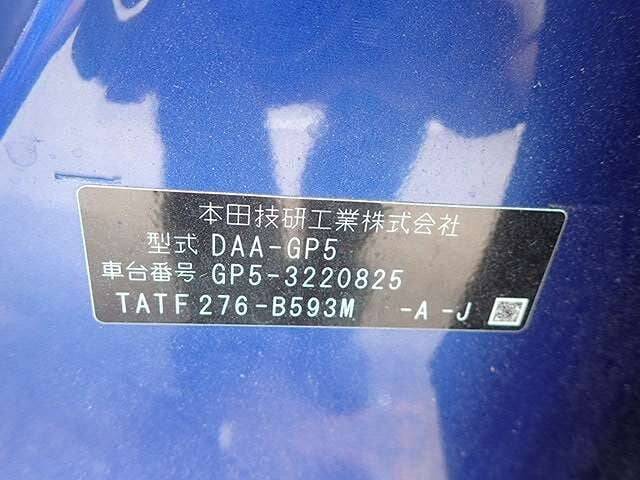 本田技研工業株式会社
型式 DAA-GP5
車台番号 GP5-3220825
TATF276-B593M -A -J